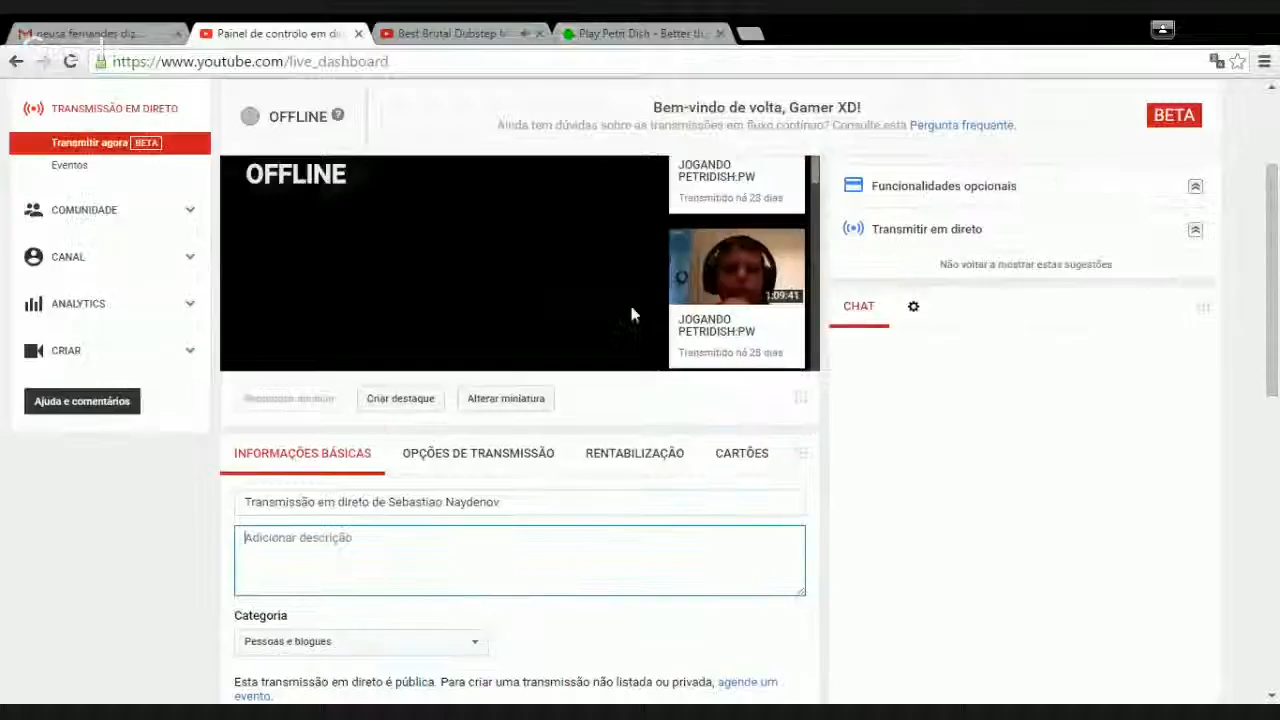 neusa fernandes diz...
Painel de controlo em di
Best Brutal Dubstep M
Play Petri Dish - Better th
https://www.youtube.com/live_dashboard
TRANSMISSÃO EM DIRETO
Transmitir agora BETA
Eventos
COMUNIDADE
CANAL
ANALYTICS
CRIAR
Ajuda e comentários
OFFLINE ?
Bem-vindo de volta, Gamer XD!
Ainda tem dúvidas sobre as transmissões em fluxo contínuo? Consulte esta Pergunta frequente.
BETA
OFFLINE
JOGANDO
PETRIDISH.PW
Transmitido há 28 dias
1:09:41
JOGANDO
PETRIDISH.PW
Transmitido há 28 dias
Criar destaque
Alterar miniatura
INFORMAÇÕES BÁSICAS
OPÇÕES DE TRANSMISSÃO
RENTABILIZAÇÃO
CARTÕES
Transmissão em direto de Sebastiao Naydenov
Adicionar descrição
Categoria
Pessoas e blogues
Esta transmissão em direto é pública. Para criar uma transmissão não listada ou privada, agende um
evento.
Funcionalidades opcionais
Transmitir em direto
Não voltar a mostrar estas sugestões
CHAT